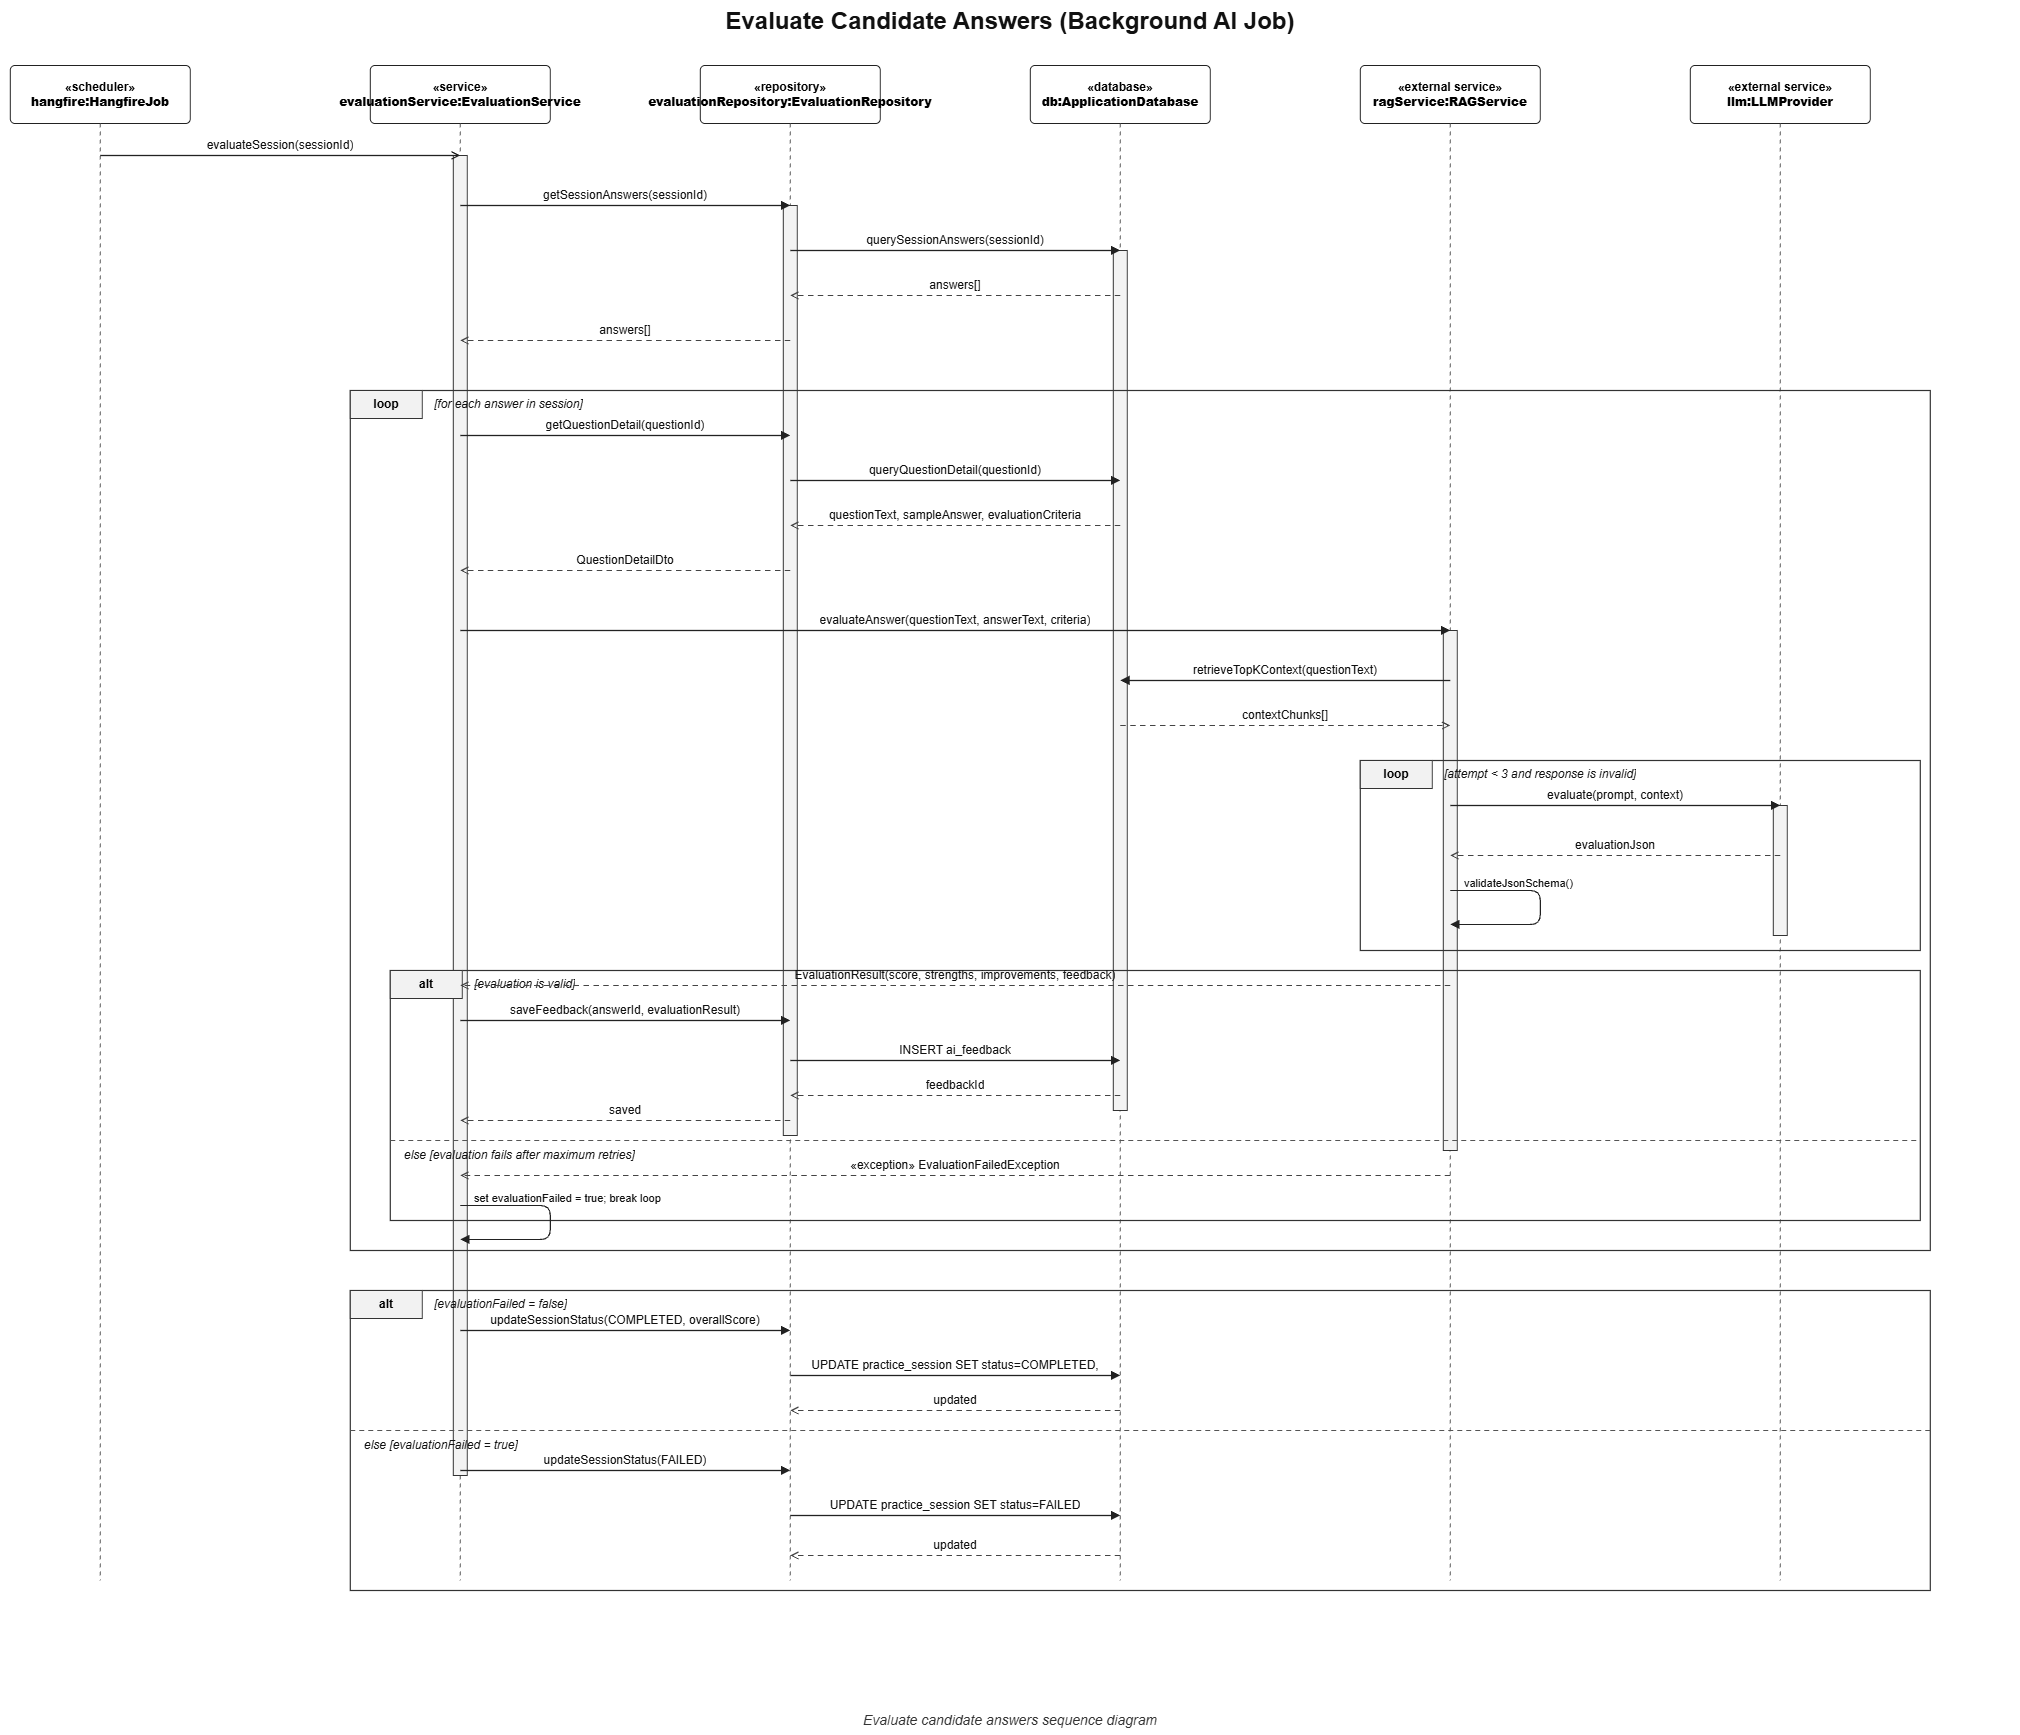 Evaluate Candidate Answers (Background AI Job)
«scheduler»
hangfire:HangfireJob
«service»
evaluationService:EvaluationService
«repository»
evaluationRepository:EvaluationRepository
«database»
db:ApplicationDatabase
«external service»
ragService:RAGService
«external service»
llm:LLMProvider
evaluateSession(sessionId)
getSessionAnswers(sessionId)
querySessionAnswers(sessionId)
answers[]
answers[]
loop
[for each answer in session]
getQuestionDetail(questionId)
queryQuestionDetail(questionId)
questionText, sampleAnswer, evaluationCriteria
QuestionDetailDto
evaluateAnswer(questionText, answerText, criteria)
retrieveTopKContext(questionText)
contextChunks[]
loop
[attempt < 3 and response is invalid]
evaluate(prompt, context)
evaluationJson
validateJsonSchema()
EvaluationResult(score, strengths, improvements, feedback)
alt
[evaluation is valid]
saveFeedback(answerId, evaluationResult)
INSERT ai_feedback
feedbackId
saved
else [evaluation fails after maximum retries]
«exception» EvaluationFailedException
set evaluationFailed = true; break loop
alt
[evaluationFailed = false]
updateSessionStatus(COMPLETED, overallScore)
UPDATE practice_session SET status=COMPLETED,
updated
else [evaluationFailed = true]
updateSessionStatus(FAILED)
UPDATE practice_session SET status=FAILED
updated
Evaluate candidate answers sequence diagram